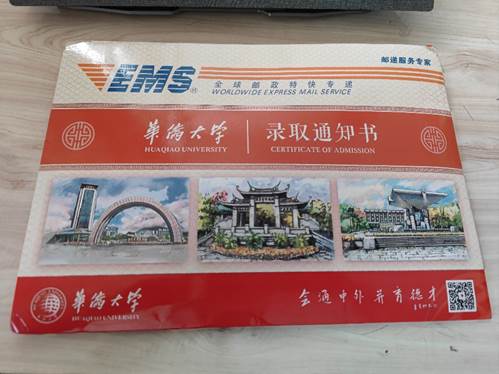 邮递服务专家
EMS®
全球邮政特快专递
WORLDWIDE EXPRESS MAIL SERVICE
華僑大學
HUAQIAO UNIVERSITY
录取通知书
CERTIFICATE OF ADMISSION
華僑大學
HUAQIAO UNIVERSITY
会通中外 并育德才